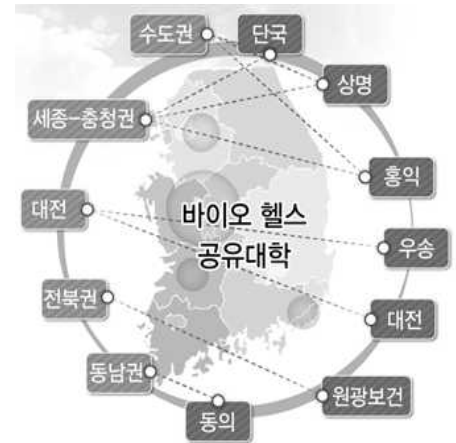 수도권
단국
상명
세종-충청권
홍익
대전
바이오 헬스
공유대학
우송
전북권
대전
동남권
원광보건
동의